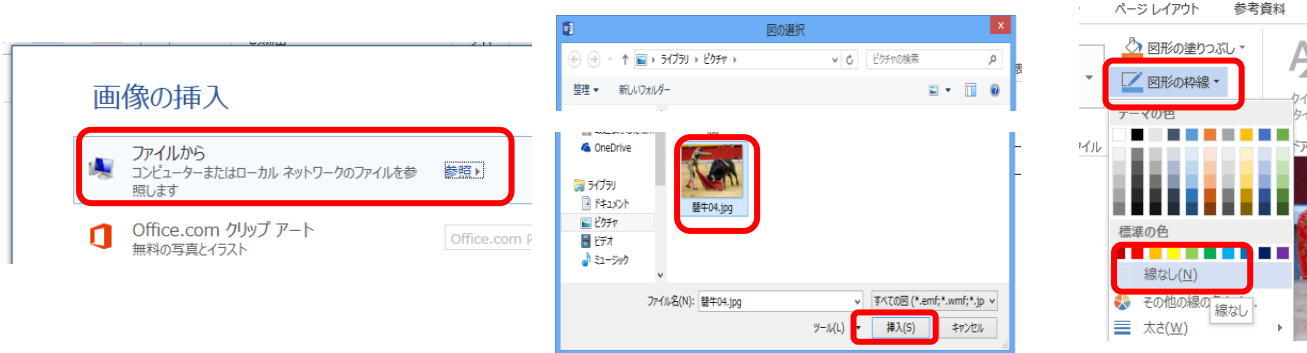 画像の挿入
ファイルから
コンピューターまたはローカル ネットワークのファイルを参
照します
参照
Office.com クリップ アート
無料の写真とイラスト
Office.com
図の選択
ライブラリ ピクチャ
ピクチャの検索
整理 新しいフォルダー
OneDrive
ライブラリ
ドキュメント
ピクチャ
ビデオ
ミュージック
闘牛04.jpg
ファイル名(N): 闘牛04.jpg
すべての図 (*.emf;*.wmf;*.jp
ツール(L) 挿入(S) キャンセル
ページ レイアウト 参考資料
図形の塗りつぶし
図形の枠線
テーマの色
標準の色
線なし(N)
その他の線の
線なし
太さ(W)